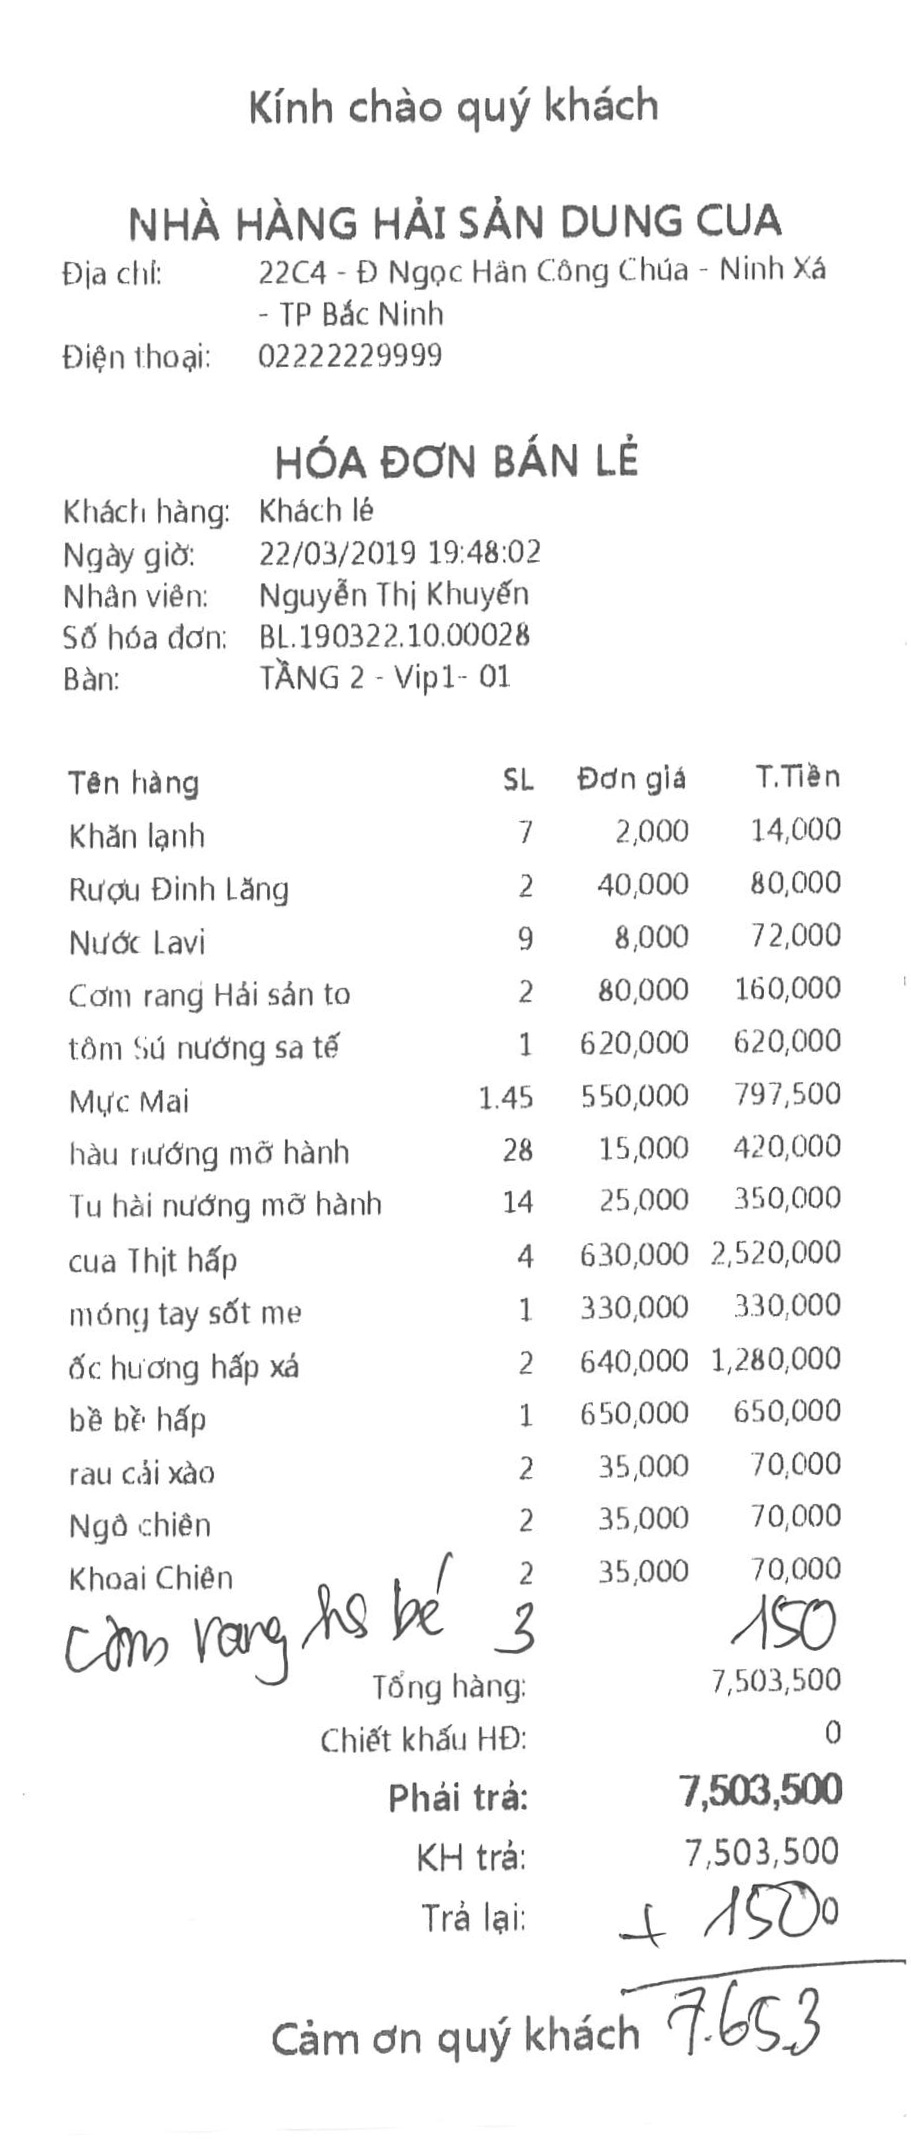 Kính chào quý khách
NHÀ HÀNG HẢI SẢN DUNG CUA
Địa chỉ: 22C4 - Đ Ngọc Hân Công Chúa - Ninh Xá
- TP Bắc Ninh
Điện thoại: 02222229999
HÓA ĐƠN BÁN LẺ
Khách hàng: Khách lẻ
Ngày giờ: 22/03/2019 19:48:02
Nhân viên: Nguyễn Thị Khuyến
Số hóa đơn: BL.190322.10.00028
Bàn: TẦNG 2 - Vip1- 01
Tên hàng SL Đơn giá T.Tiền
Khăn lạnh 7 2,000 14,000
Rượu Đinh Lăng 2 40,000 80,000
Nước Lavi 9 8,000 72,000
Cơm rang Hải sản to 2 80,000 160,000
tôm Sú nướng sa tế 1 620,000 620,000
Mực Mai 1.45 550,000 797,500
hàu nướng mỡ hành 28 15,000 420,000
Tu hài nướng mỡ hành 14 25,000 350,000
cua Thịt hấp 4 630,000 2,520,000
móng tay sốt me 1 330,000 330,000
ốc hương hấp xả 2 640,000 1,280,000
bề bề hấp 1 650,000 650,000
rau cải xào 2 35,000 70,000
Ngô chiên 2 35,000 70,000
Khoai Chiên 2 35,000 70,000
Cơm rang hs bé 3 150
Tổng hàng: 7,503,500
Chiết khấu HĐ: 0
Phải trả: 7,503,500
KH trả: 7,503,500
Trả lại: 0
+ 150
7.653
Cảm ơn quý khách